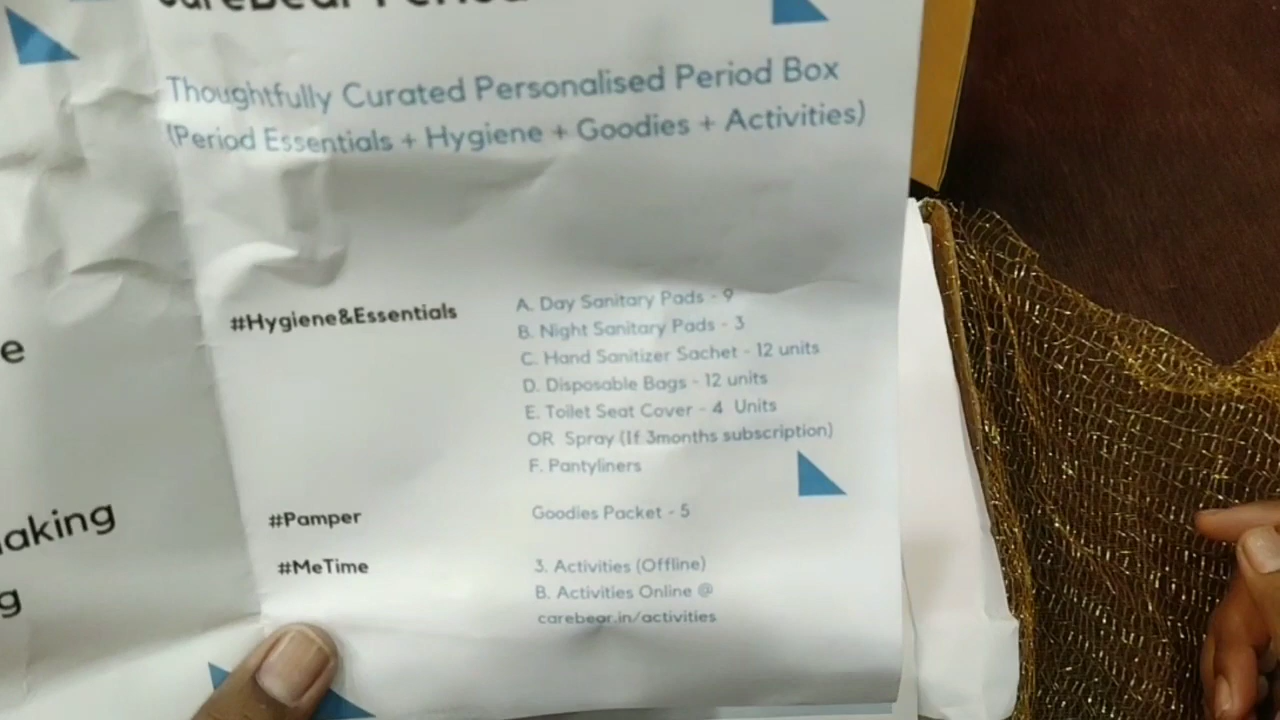 Thoughtfully Curated Personalised Period Box
(Period Essentials + Hygiene + Goodies + Activities)
#Hygiene&Essentials
A. Day Sanitary Pads - 9
B. Night Sanitary Pads - 3
C. Hand Sanitizer Sachet - 12 units
D. Disposable Bags - 12 units
E. Toilet Seat Cover - 4 Units
OR Spray (If 3months subscription)
F. Pantyliners
#Pamper
Goodies Packet - 5
#MeTime
3. Activities (Offline)
B. Activities Online @
carebear.in/activities